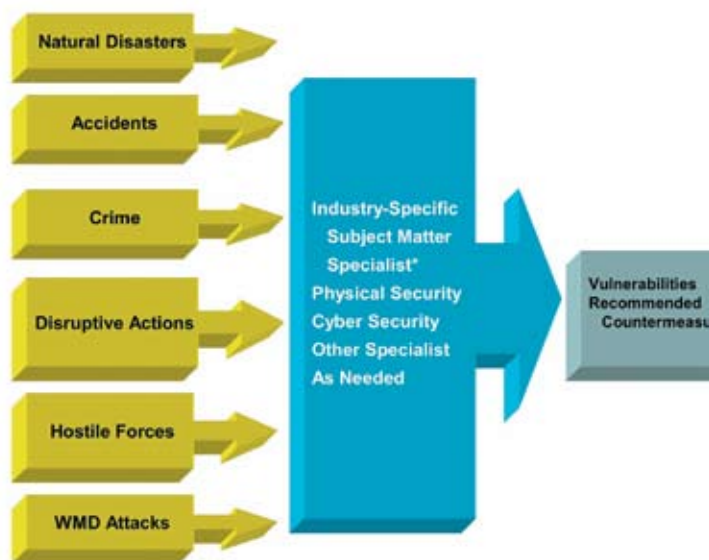 Natural Disasters
Accidents
Crime
Disruptive Actions
Hostile Forces
WMD Attacks
Industry-Specific
Subject Matter
Specialist*
Physical Security
Cyber Security
Other Specialist
As Needed
Vulnerabilities
Recommended
Countermeasu